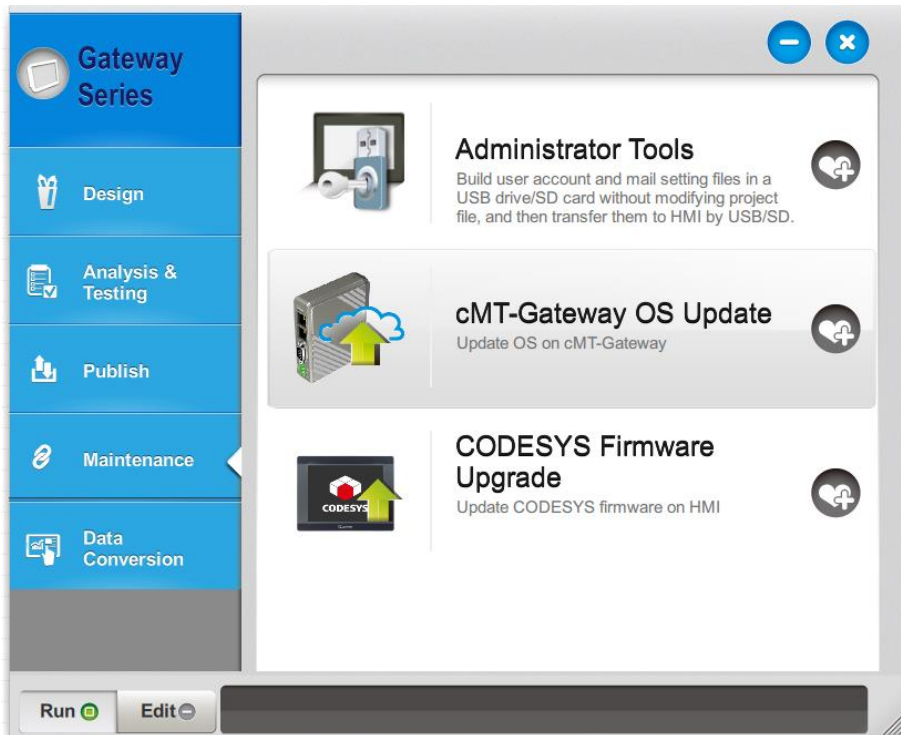 Gateway
Series
Design
Analysis &
Testing
Publish
Maintenance
Data
Conversion
Administrator Tools
Build user account and mail setting files in a
USB drive/SD card without modifying project
file, and then transfer them to HMI by USB/SD.
cMT-Gateway OS Update
Update OS on cMT-Gateway
CODESYS Firmware
Upgrade
Update CODESYS firmware on HMI
CODESYS
Run
Edit